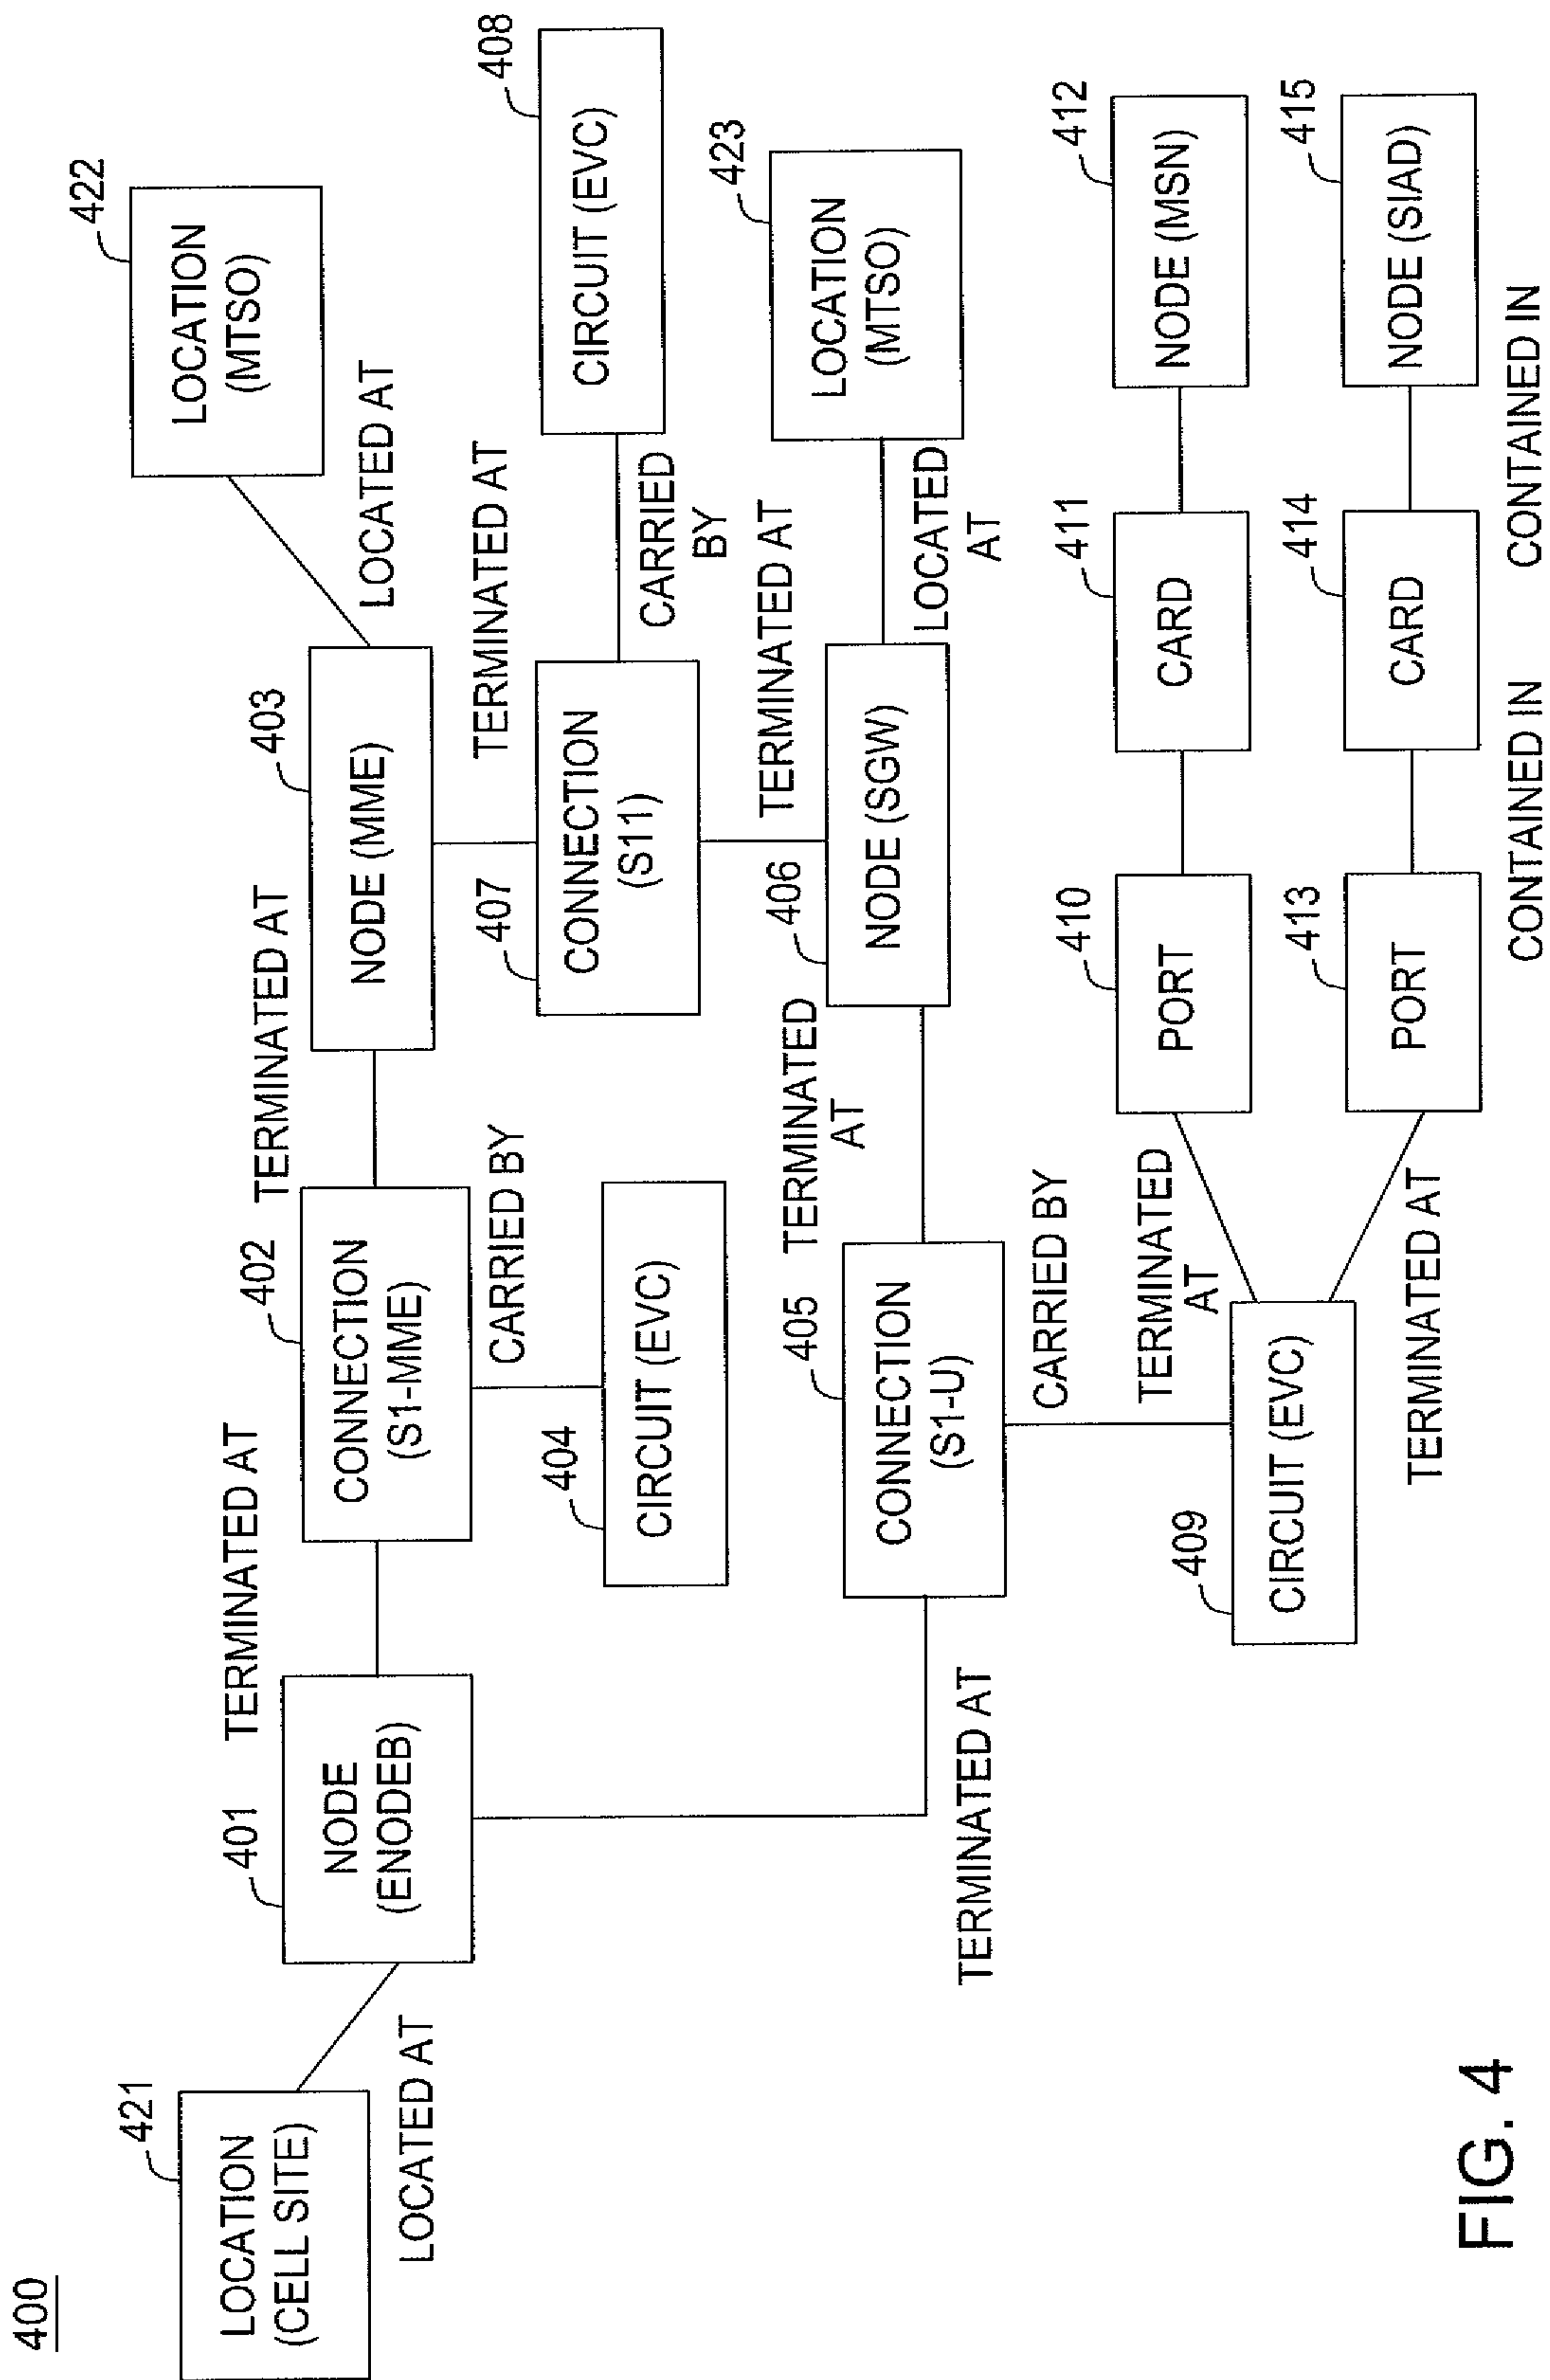 400
421
LOCATION
(CELL SITE)
LOCATED AT
401
NODE
(ENODEB)
TERMINATED AT
402
CONNECTION
(S1-MME)
TERMINATED AT
403
NODE (MME)
LOCATED AT
422
LOCATION
(MTSO)
CARRIED BY
404
CIRCUIT (EVC)
TERMINATED AT
407
CONNECTION
(S11)
CARRIED
BY
408
CIRCUIT (EVC)
TERMINATED AT
TERMINATED AT
405
CONNECTION
(S1-U)
TERMINATED
AT
406
NODE (SGW)
LOCATED
AT
423
LOCATION
(MTSO)
CARRIED BY
409
CIRCUIT (EVC)
TERMINATED
AT
410
PORT
411
CARD
412
NODE (MSN)
TERMINATED AT
413
PORT
414
CARD
415
NODE (SIAD)
CONTAINED IN
CONTAINED IN
FIG. 4